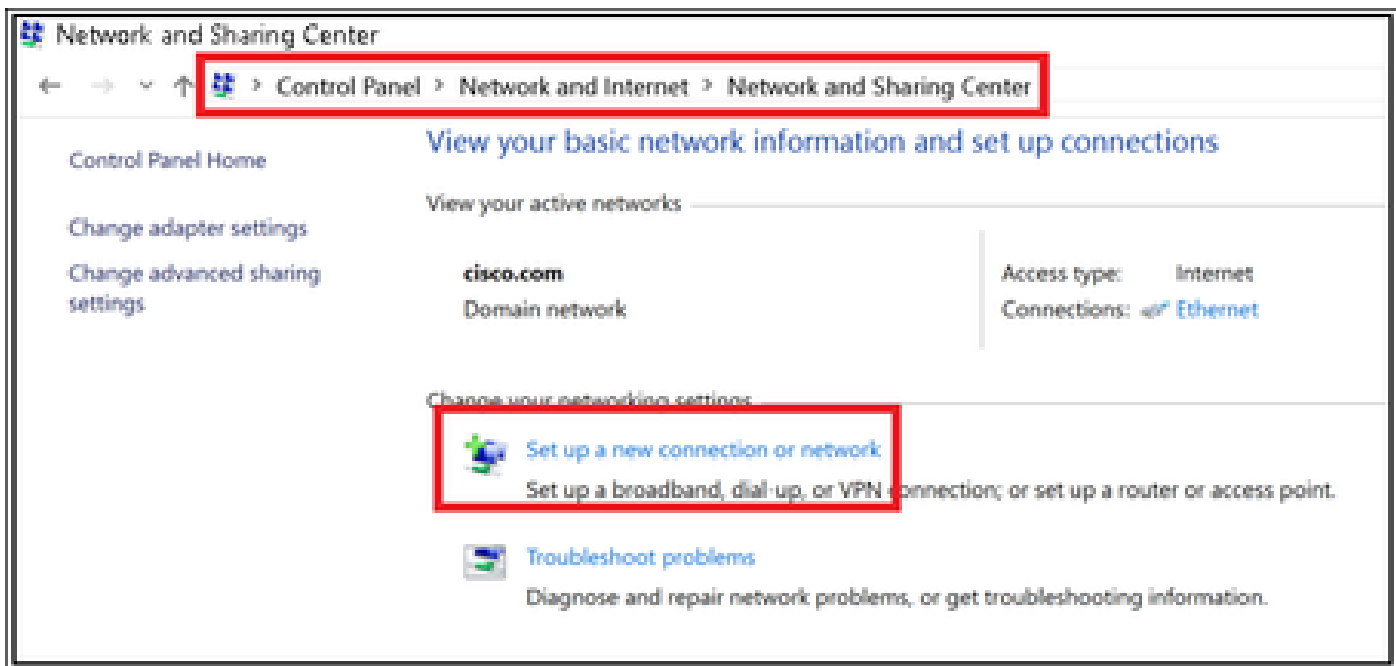 Network and Sharing Center
Control Panel > Network and Internet > Network and Sharing Center
Control Panel Home
Change adapter settings
Change advanced sharing
settings
View your basic network information and set up connections
View your active networks
cisco.com
Domain network
Access type: Internet
Connections: Ethernet
Change your networking settings
Set up a new connection or network
Set up a broadband, dial-up, or VPN connection; or set up a router or access point.
Troubleshoot problems
Diagnose and repair network problems, or get troubleshooting information.